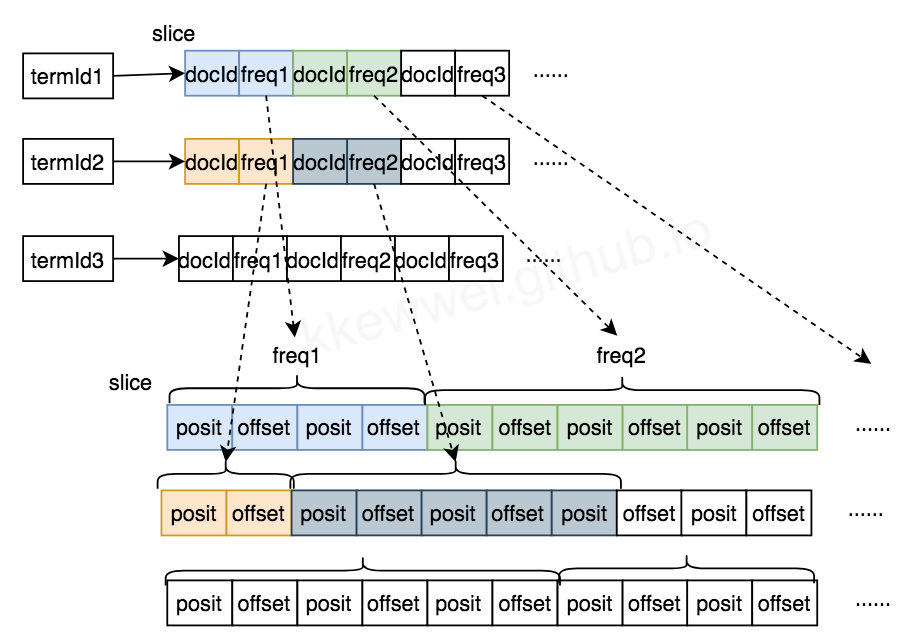 slice
termId1 docId freq1 docId freq2 docId freq3 ······
termId2 docId freq1 docId freq2 docId freq3 ······
termId3 docId freq1 docId freq2 docId freq3 ······
kkewwei.github.io
freq1 freq2
slice
posit offset posit offset posit offset posit offset posit offset ······
posit offset posit offset posit offset posit offset posit offset ······
posit offset posit offset posit offset posit offset posit offset ······